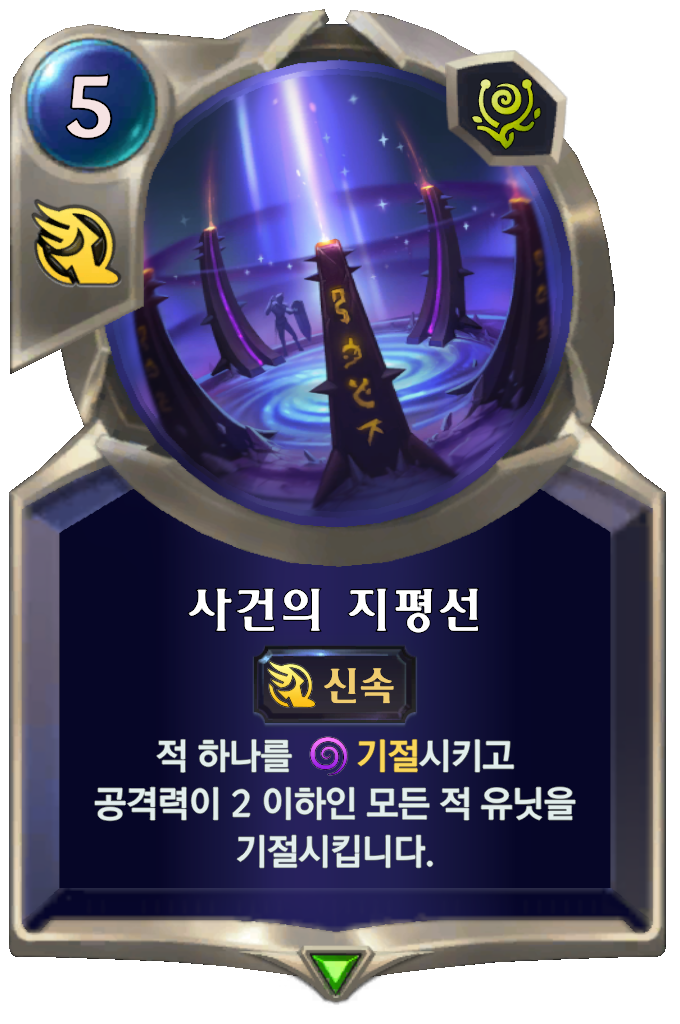 5
사건의 지평선
신속
적 하나를 기절시키고
공격력이 2 이하인 모든 적 유닛을
기절시킵니다.